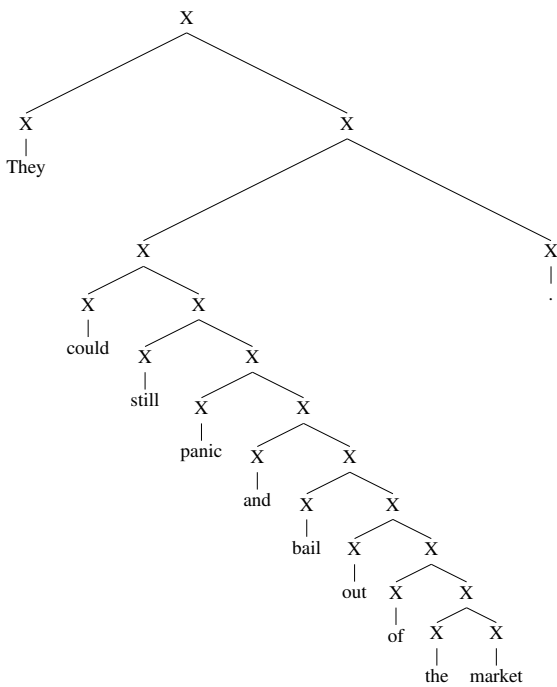 X
X X
They
X X
X X .
could X X
still X X
panic X X
and X X
bail X X
out X X
of X X
the market